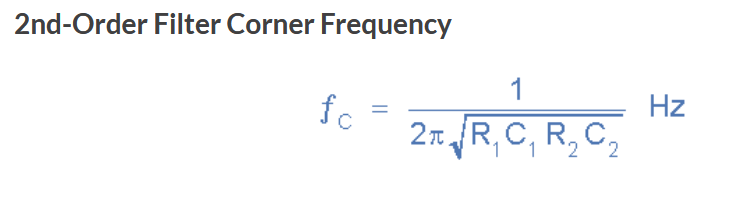 2nd-Order Filter Corner Frequency
fC = 1 / 2π√R1C1R2C2 Hz